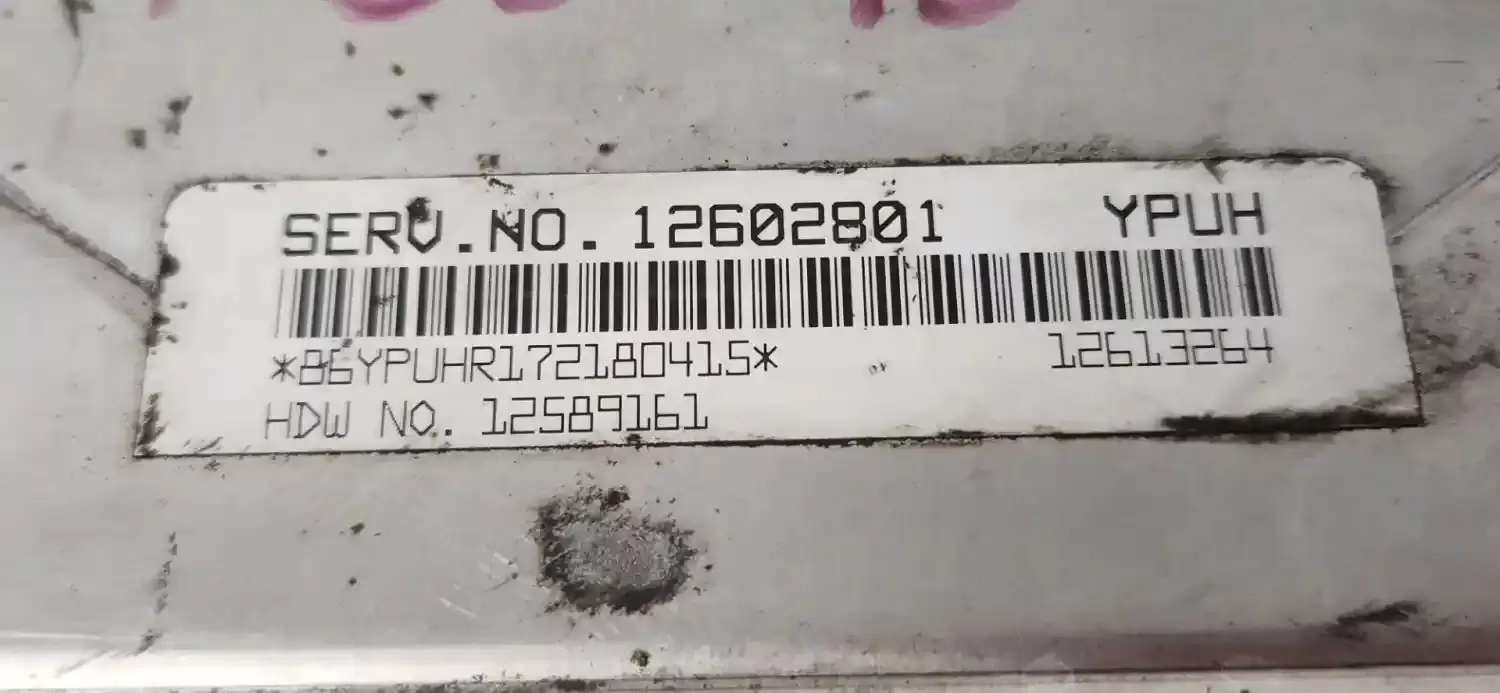 SERV.NO. 12602801 YPUH
*86YPUHR172180415* 12613264
HDW NO. 12589161